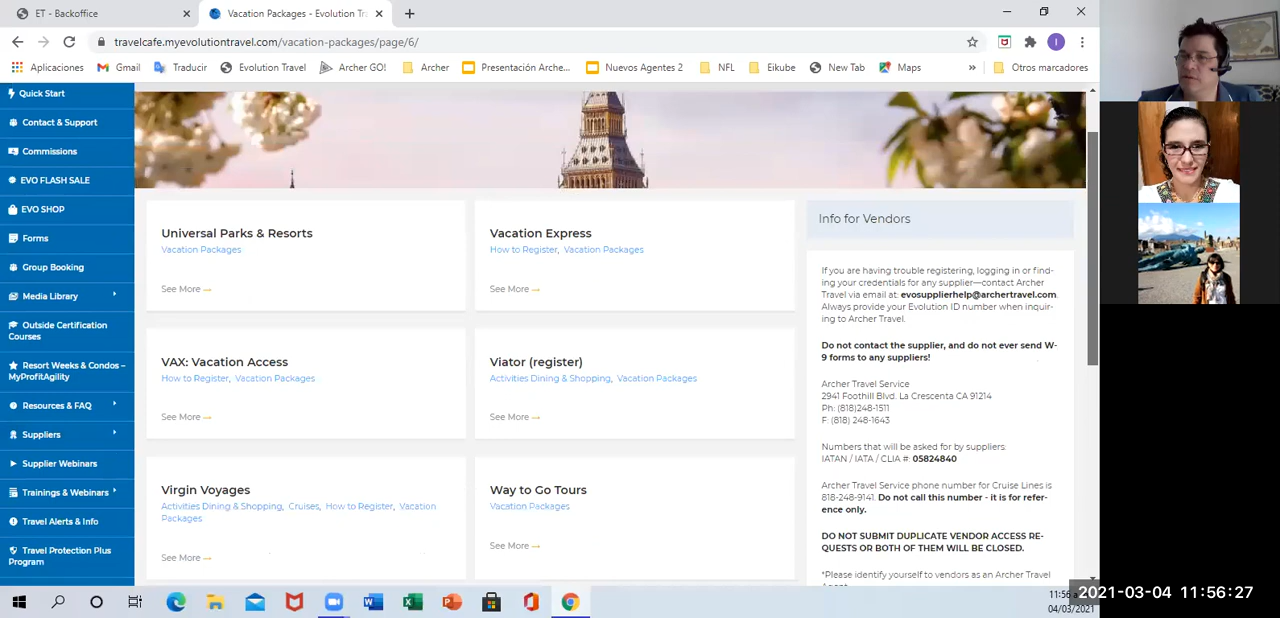 ET - Backoffice
Vacation Packages - Evolution Tr
travelcafe.myevolutiontravel.com/vacation-packages/page/6/
I
Aplicaciones
Gmail
Traducir
Evolution Travel
Archer GO!
Archer
Presentación Arche...
Nuevos Agentes 2
NFL
Eikube
New Tab
Maps
»
Otros marcadores
Quick Start
Contact & Support
Commissions
EVO FLASH SALE
EVO SHOP
Forms
Group Booking
Media Library
Outside Certification
Courses
Resort Weeks & Condos –
MyProfitAgility
Resources & FAQ
Suppliers
Supplier Webinars
Trainings & Webinars
Travel Alerts & Info
Travel Protection Plus
Program
Universal Parks & Resorts
Vacation Packages
See More
Vacation Express
How to Register, Vacation Packages
See More
VAX: Vacation Access
How to Register, Vacation Packages
See More
Viator (register)
Activities Dining & Shopping, Vacation Packages
See More
Virgin Voyages
Activities Dining & Shopping, Cruises, How to Register, Vacation
Packages
See More
Way to Go Tours
Vacation Packages
See More
Info for Vendors
If you are having trouble registering, logging in or find-
ing your credentials for any supplier—contact Archer
Travel via email at: evosupplierhelp@archertravel.com.
Always provide your Evolution ID number when inquir-
ing to Archer Travel.
Do not contact the supplier, and do not ever send W-
9 forms to any suppliers!
Archer Travel Service
2941 Foothill Blvd. La Crescenta CA 91214
Ph: (818)248-1511
F: (818) 248-1643
Numbers that will be asked for by suppliers:
IATAN / IATA / CLIA #: 05824840
Archer Travel Service phone number for Cruise Lines is
818-248-9141. Do not call this number - it is for refer-
ence only.
DO NOT SUBMIT DUPLICATE VENDOR ACCESS RE-
QUESTS OR BOTH OF THEM WILL BE CLOSED.
*Please identify yourself to vendors as an Archer Travel
11:56 a
04/03/2021
2021-03-04 11:56:27